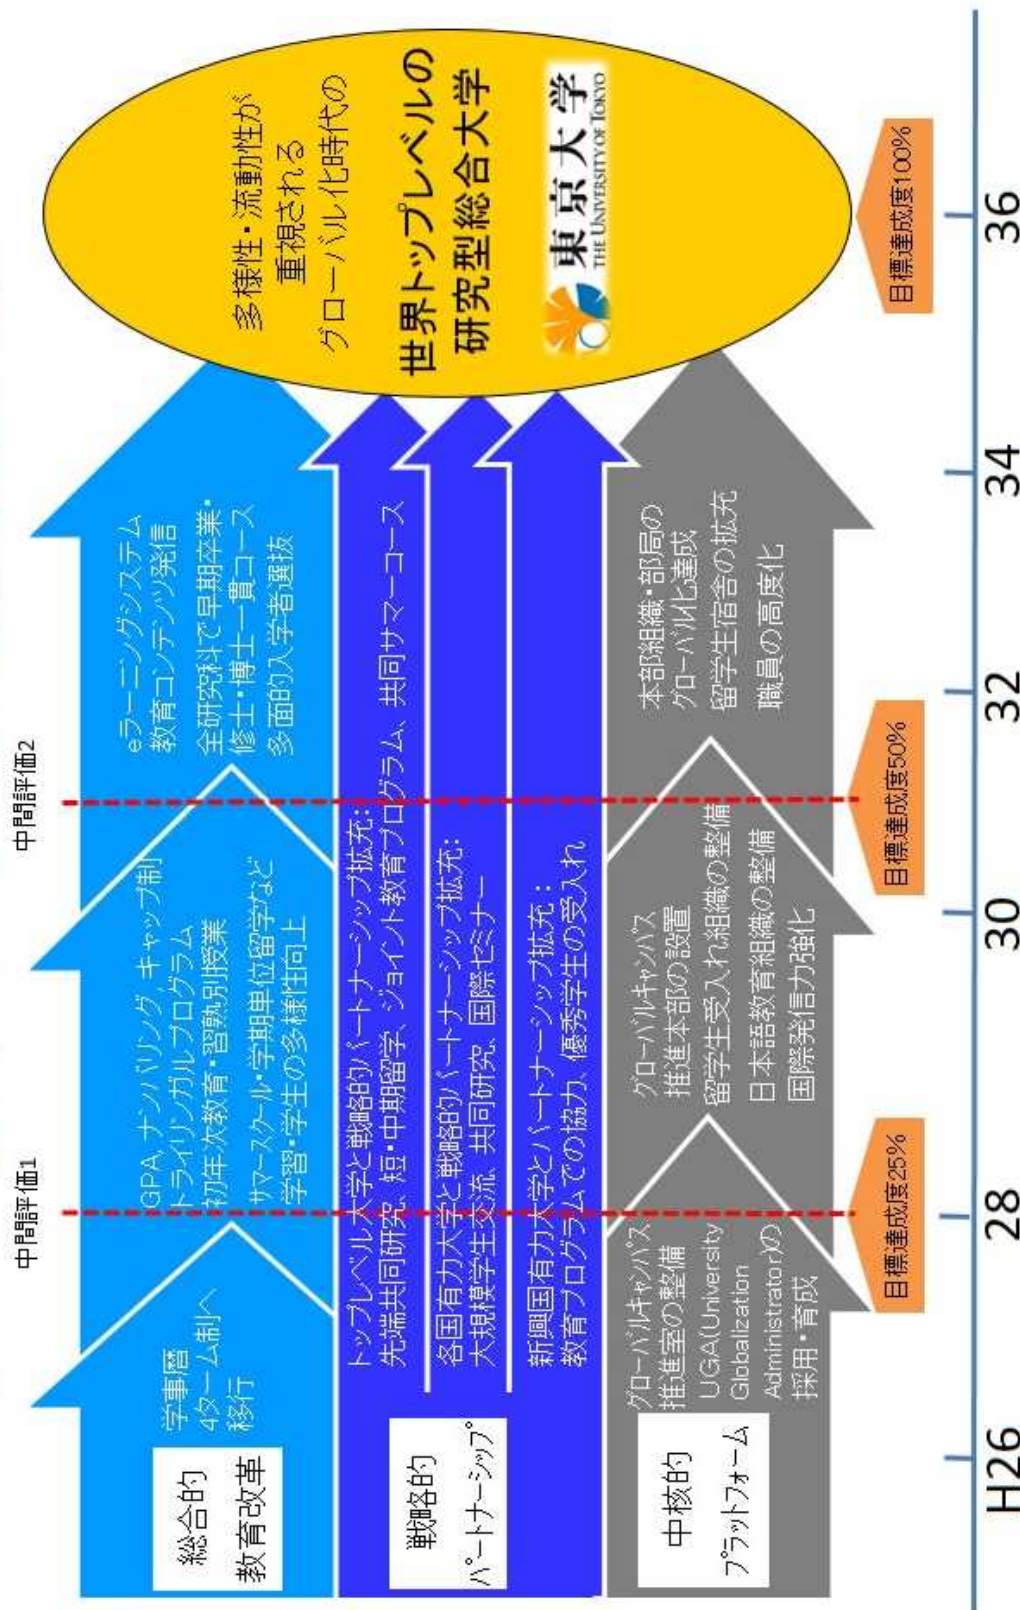 中間評価1
中間評価2
総合的
教育改革
学事暦
4ターム制へ
移行
GPA, ナンバリング, キャップ制
トライリンガルプログラム
初年次教育・習熟別授業
サマースクール・学期単位留学など
学習・学生の多様性向上
eラーニングシステム
教育コンテンツ発信
全研究科で早期卒業・
修士・博士一貫コース
多面的入学者選抜
戦略的
パートナーシップ
トップレベル大学と戦略的パートナーシップ拡充：
先端共同研究、短・中期留学、ジョイント教育プログラム、共同サマーコース
各国有力大学と戦略的パートナーシップ拡充：
大規模学生交流、共同研究、国際セミナー
新興国有力大学とパートナーシップ拡充：
教育プログラムでの協力、優秀学生の受入れ
中核的
プラットフォーム
グローバルキャンパス
推進室の整備
UGA(University
Globalization
Administrator)の
採用・育成
グローバルキャンパス
推進本部の設置
留学生受入れ組織の整備
日本語教育組織の整備
国際発信力強化
本部組織・部局の
グローバル化達成
留学生宿舎の拡充
職員の高度化
多様性・流動性が
重視される
グローバル化時代の
世界トップレベルの
研究型総合大学
東京大学
THE UNIVERSITY OF TOKYO
目標達成度25%
目標達成度50%
目標達成度100%
H26 28 30 32 34 36